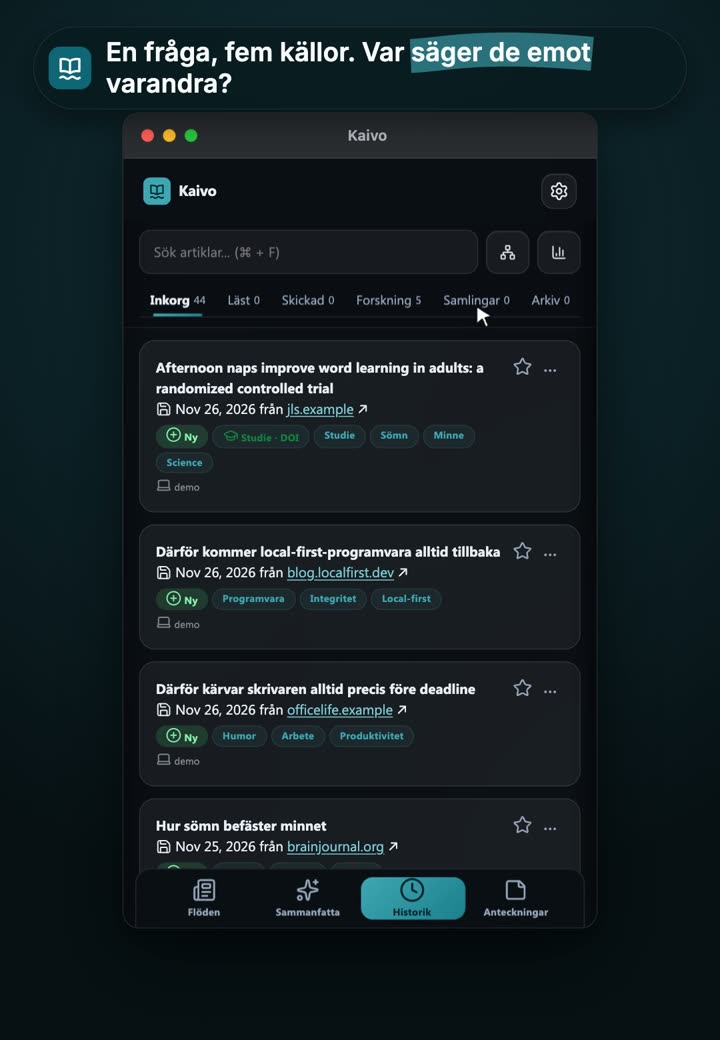 En fråga, fem källor. Var säger de emot
varandra?
Kaivo
Kaivo
Sök artiklar... (⌘ + F)
Inkorg 44 Läst 0 Skickad 0 Forskning 5 Samlingar 0 Arkiv 0
Afternoon naps improve word learning in adults: a
randomized controlled trial
...
Nov 26, 2026 från jls.example ↗
Ny Studie · DOI Studie Sömn Minne
Science
demo
Därför kommer local-first-programvara alltid tillbaka
...
Nov 26, 2026 från blog.localfirst.dev ↗
Ny Programvara Integritet Local-first
demo
Därför kärvar skrivaren alltid precis före deadline
...
Nov 26, 2026 från officelife.example ↗
Ny Humor Arbete Produktivitet
demo
Hur sömn befäster minnet
...
Nov 25, 2026 från brainjournal.org ↗
Flöden Sammanfatta Historik Anteckningar